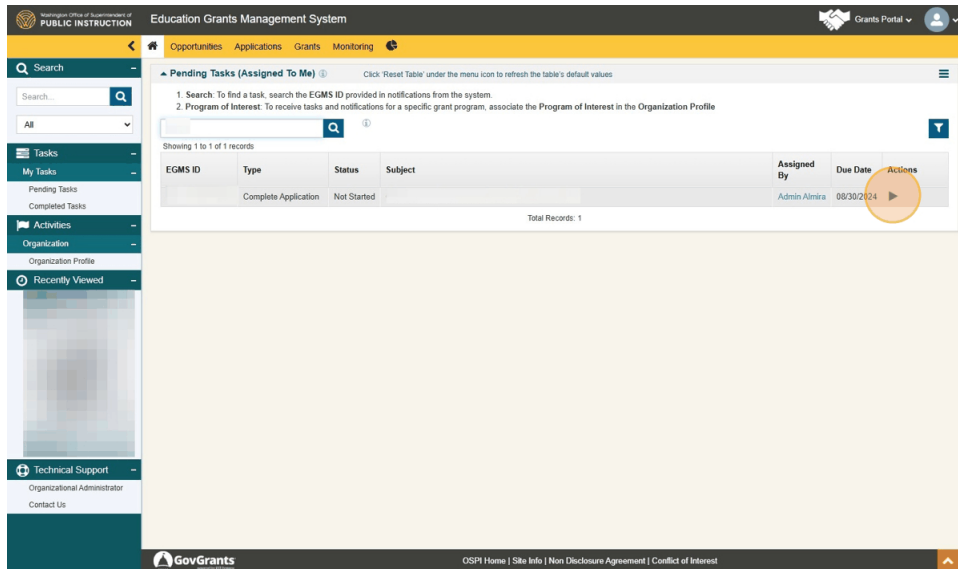 Washington Office of Superintendent of
PUBLIC INSTRUCTION
Education Grants Management System
Grants Portal
Opportunities Applications Grants Monitoring
Search
Search...
All
Tasks
My Tasks
Pending Tasks
Completed Tasks
Activities
Organization
Organization Profile
Recently Viewed
Technical Support
Organizational Administrator
Contact Us
Pending Tasks (Assigned To Me) Click 'Reset Table' under the menu icon to refresh the table's default values
1. Search: To find a task, search the EGMS ID provided in notifications from the system.
2. Program of Interest: To receive tasks and notifications for a specific grant program, associate the Program of Interest in the Organization Profile
Showing 1 to 1 of 1 records
EGMS ID Type Status Subject Assigned By Due Date Actions
Complete Application Not Started Admin Almira 08/30/2024
Total Records: 1
GovGrants
OSPI Home | Site Info | Non Disclosure Agreement | Conflict of Interest